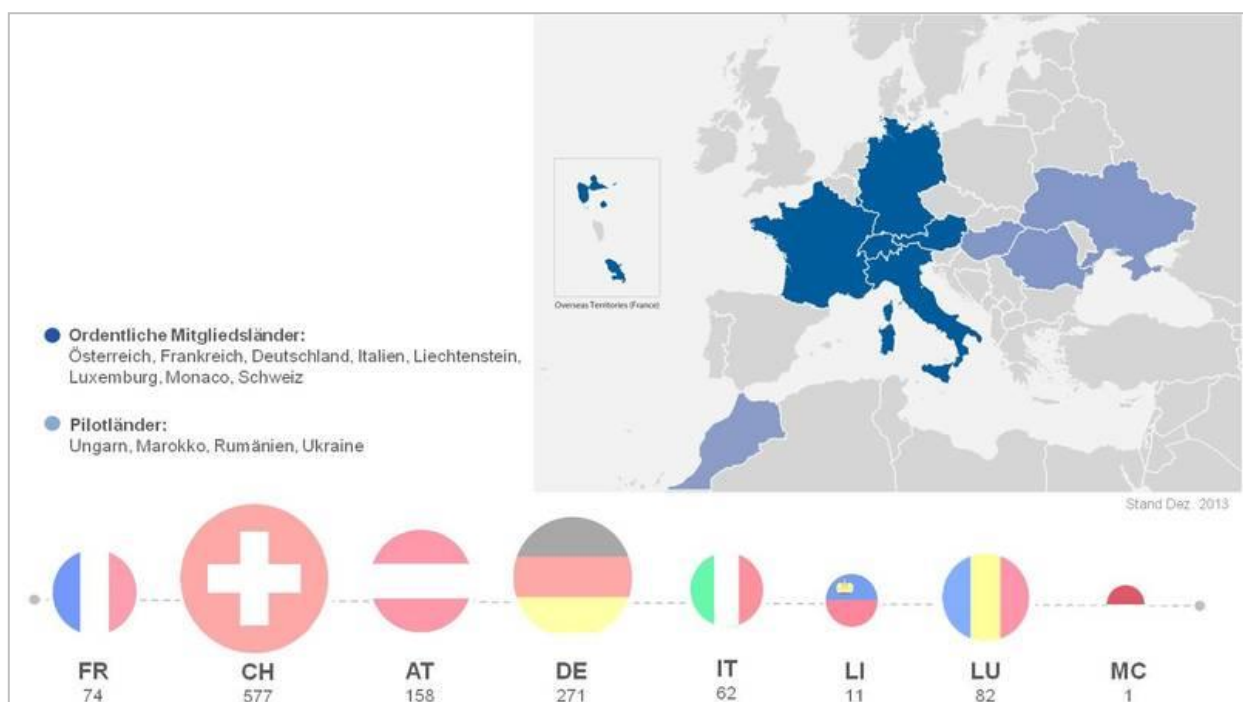 Overseas Territories (France)
Ordentliche Mitgliedsländer:
Österreich, Frankreich, Deutschland, Italien, Liechtenstein,
Luxemburg, Monaco, Schweiz
Pilotländer:
Ungarn, Marokko, Rumänien, Ukraine
Stand Dez. 2013
FR CH AT DE IT LI LU MC
74 577 158 271 62 11 82 1